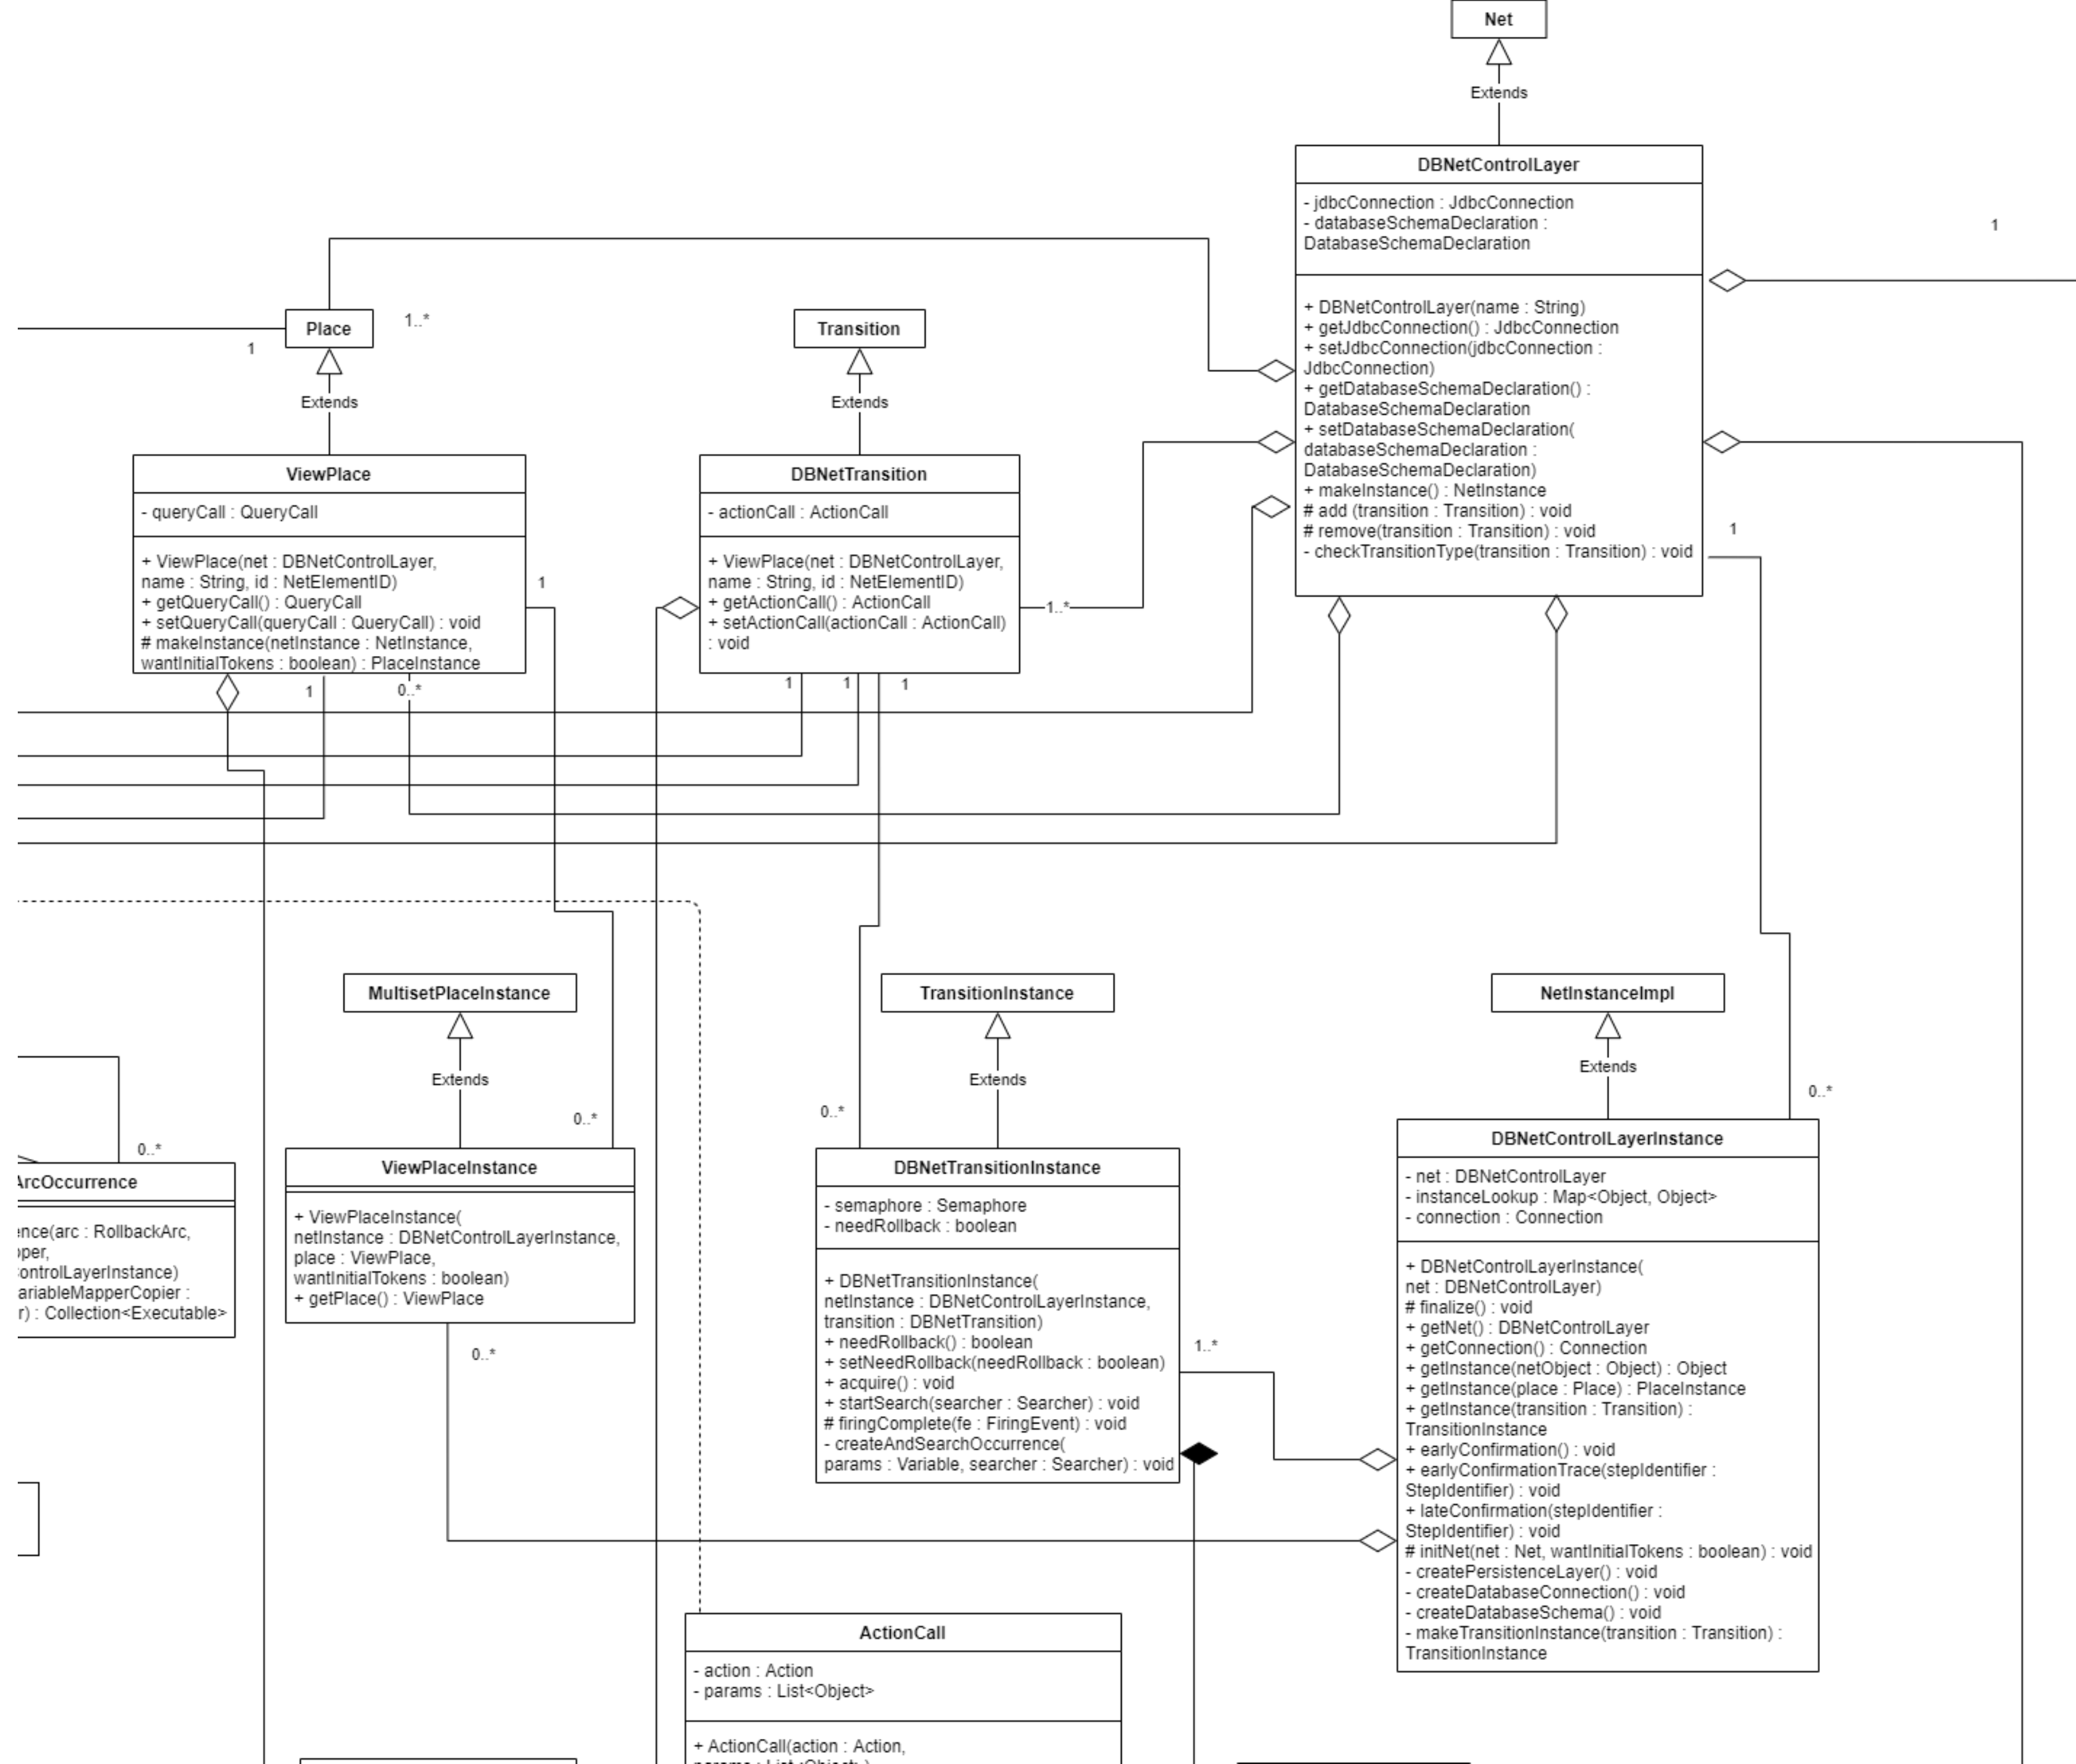 Net
Extends
DBNetControlLayer
- jdbcConnection : JdbcConnection
- databaseSchemaDeclaration :
DatabaseSchemaDeclaration
+ DBNetControlLayer(name : String)
+ getJdbcConnection() : JdbcConnection
+ setJdbcConnection(jdbcConnection :
JdbcConnection)
+ getDatabaseSchemaDeclaration() :
DatabaseSchemaDeclaration
+ setDatabaseSchemaDeclaration(
databaseSchemaDeclaration :
DatabaseSchemaDeclaration)
+ makeInstance() : NetInstance
# add (transition : Transition) : void
# remove(transition : Transition) : void
- checkTransitionType(transition : Transition) : void
1
1
Place
1..*
1
Extends
ViewPlace
- queryCall : QueryCall
+ ViewPlace(net : DBNetControlLayer,
name : String, id : NetElementID)
+ getQueryCall() : QueryCall
+ setQueryCall(queryCall : QueryCall) : void
# makeInstance(netInstance : NetInstance,
wantInitialTokens : boolean) : PlaceInstance
1
1
0..*
Transition
Extends
DBNetTransition
- actionCall : ActionCall
+ ViewPlace(net : DBNetControlLayer,
name : String, id : NetElementID)
+ getActionCall() : ActionCall
+ setActionCall(actionCall : ActionCall)
: void
1..*
1
1
1
MultisetPlaceInstance
Extends
0..*
ViewPlaceInstance
+ ViewPlaceInstance(
netInstance : DBNetControlLayerInstance,
place : ViewPlace,
wantInitialTokens : boolean)
+ getPlace() : ViewPlace
0..*
0..*
ArcOccurrence
ence(arc : RollbackArc,
pper,
ControlLayerInstance)
ariableMapperCopier :
r) : Collection<Executable>
TransitionInstance
Extends
0..*
DBNetTransitionInstance
- semaphore : Semaphore
- needRollback : boolean
+ DBNetTransitionInstance(
netInstance : DBNetControlLayerInstance,
transition : DBNetTransition)
+ needRollback() : boolean
+ setNeedRollback(needRollback : boolean)
+ acquire() : void
+ startSearch(searcher : Searcher) : void
# firingComplete(fe : FiringEvent) : void
- createAndSearchOccurrence(
params : Variable, searcher : Searcher) : void
1..*
NetInstanceImpl
Extends
0..*
DBNetControlLayerInstance
- net : DBNetControlLayer
- instanceLookup : Map<Object, Object>
- connection : Connection
+ DBNetControlLayerInstance(
net : DBNetControlLayer)
# finalize() : void
+ getNet() : DBNetControlLayer
+ getConnection() : Connection
+ getInstance(netObject : Object) : Object
+ getInstance(place : Place) : PlaceInstance
+ getInstance(transition : Transition) :
TransitionInstance
+ earlyConfirmation() : void
+ earlyConfirmationTrace(stepIdentifier :
StepIdentifier) : void
+ lateConfirmation(stepIdentifier :
StepIdentifier) : void
# initNet(net : Net, wantInitialTokens : boolean) : void
- createPersistenceLayer() : void
- createDatabaseConnection() : void
- createDatabaseSchema() : void
- makeTransitionInstance(transition : Transition) :
TransitionInstance
ActionCall
- action : Action
- params : List<Object>
+ ActionCall(action : Action,